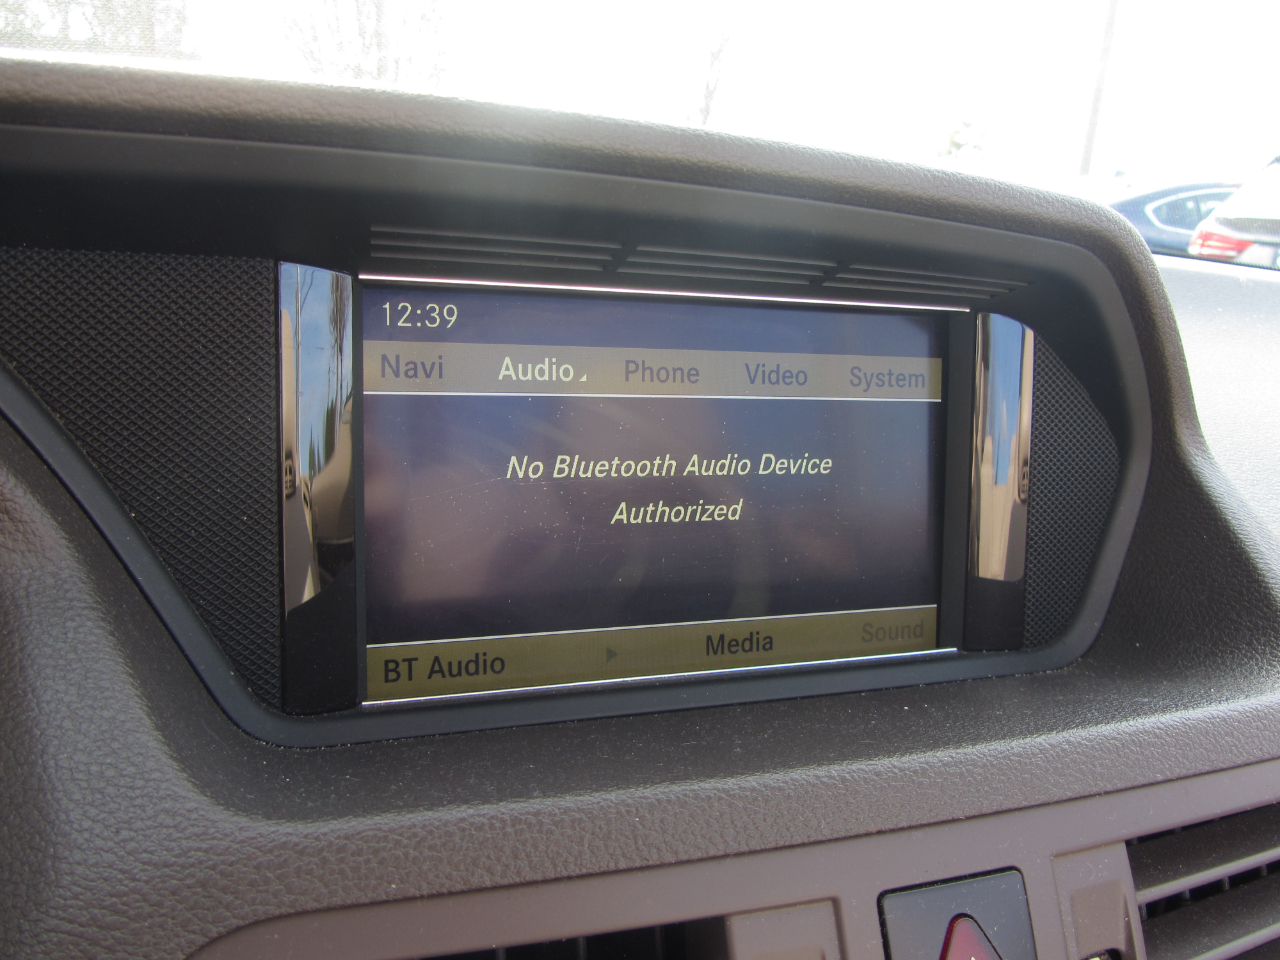 12:39
Navi Audio Phone Video System
No Bluetooth Audio Device
Authorized
BT Audio Media Sound